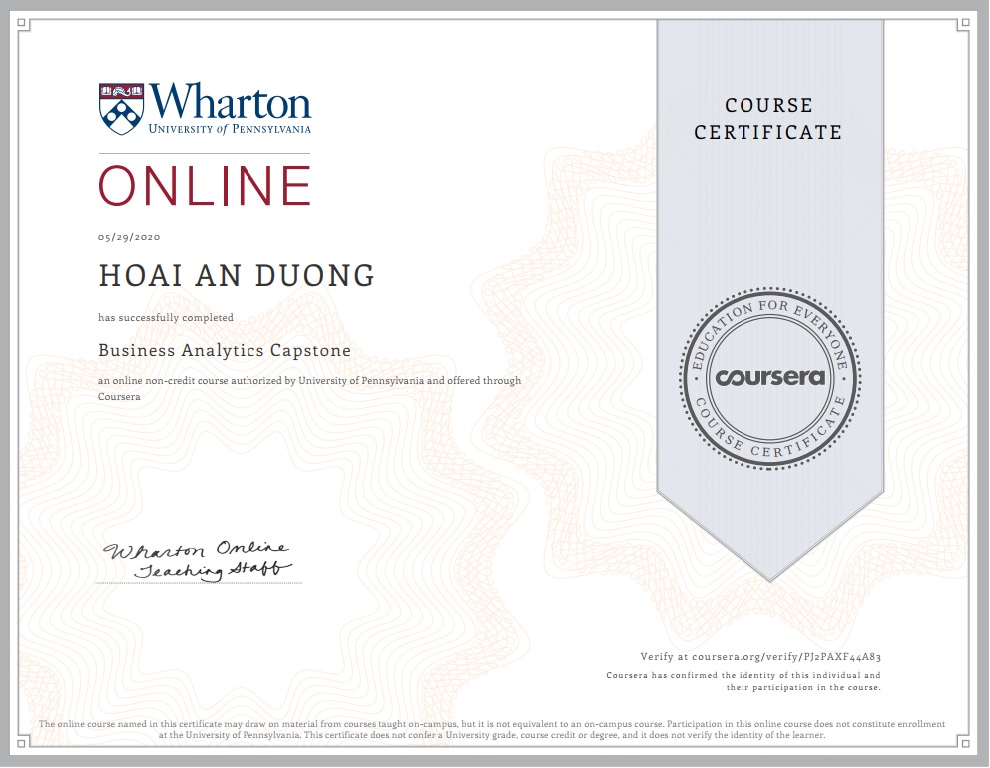 Wharton
UNIVERSITY of PENNSYLVANIA
ONLINE
05/29/2020
HOAI AN DUONG
has successfully completed
Business Analytics Capstone
an online non-credit course authorized by University of Pennsylvania and offered through
Coursera
Wharton Online
Teaching Staff
COURSE
CERTIFICATE
EDUCATION FOR EVERYONE
coursera
COURSE CERTIFICATE
Verify at coursera.org/verify/PJ2PAXF44A83
Coursera has confirmed the identity of this individual and
their participation in the course.
The online course named in this certificate may draw on material from courses taught on-campus, but it is not equivalent to an on-campus course. Participation in this online course does not constitute enrollment
at the University of Pennsylvania. This certificate does not confer a University grade, course credit or degree, and it does not verify the identity of the learner.